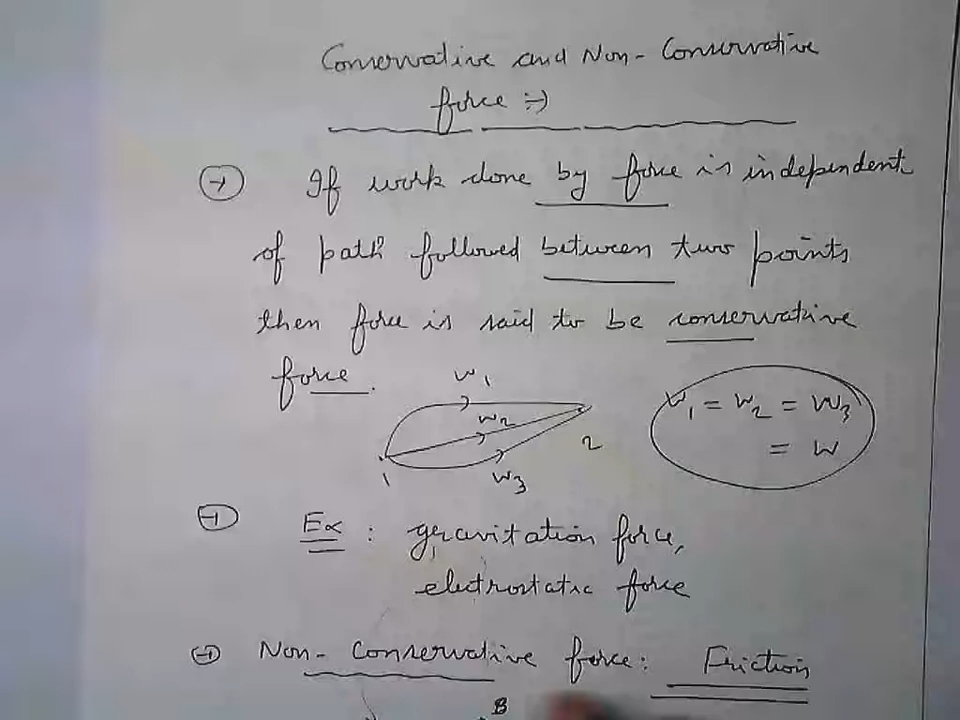 Conservative and Non-Conservative
force :→
→ If work done by force is independent
of path followed between two points
then force is said to be conservative
force.
W1
W2
W3
1
2
W1 = W2 = W3
= W
→ Ex : gravitation force,
electrostatic force
→ Non-Conservative force: Friction
B